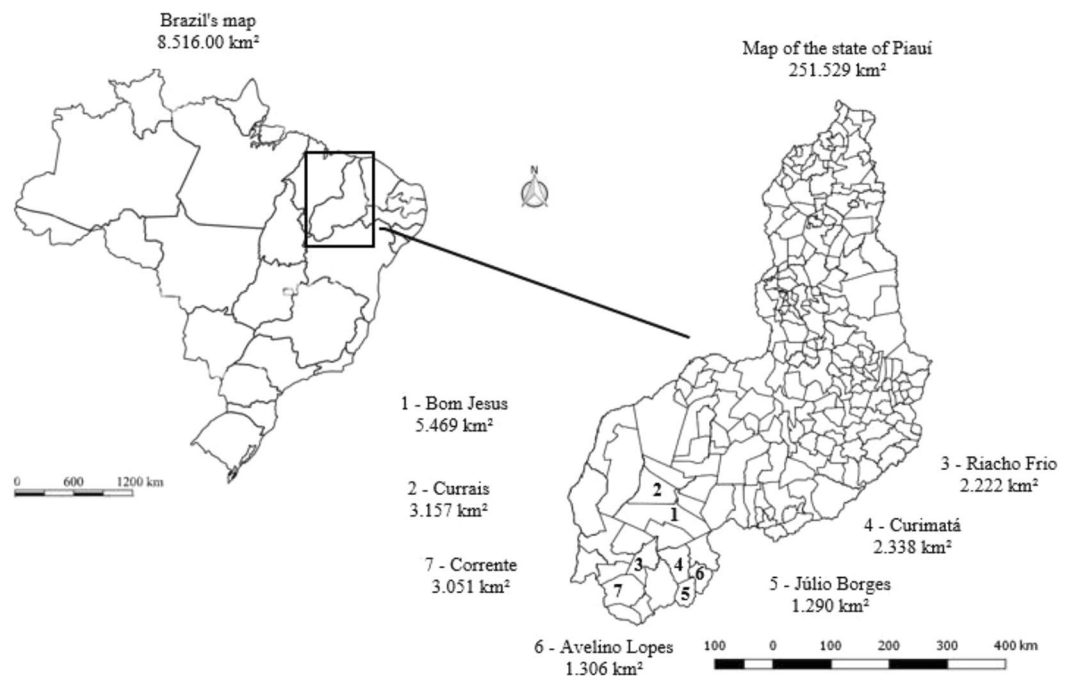 Brazil's map
8.516.00 km²
Map of the state of Piauí
251.529 km²
N
1 - Bom Jesus
5.469 km²
2 - Currais
3.157 km²
7 - Corrente
3.051 km²
6 - Avelino Lopes
1.306 km²
3 - Riacho Frio
2.222 km²
4 - Curimatá
2.338 km²
5 - Júlio Borges
1.290 km²
2
1
3
4
6
7
5
0 600 1200 km
100 0 100 200 300 400 km